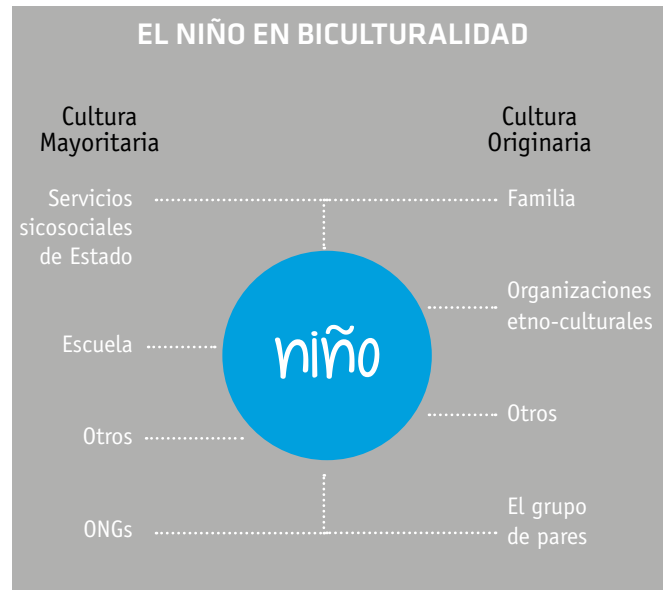 EL NIÑO EN BICULTURALIDAD
Cultura
Mayoritaria
Cultura
Originaria
Servicios
sicosociales
de Estado
Familia
Organizaciones
etno-culturales
Escuela
niño
Otros
Otros
ONGs
El grupo
de pares